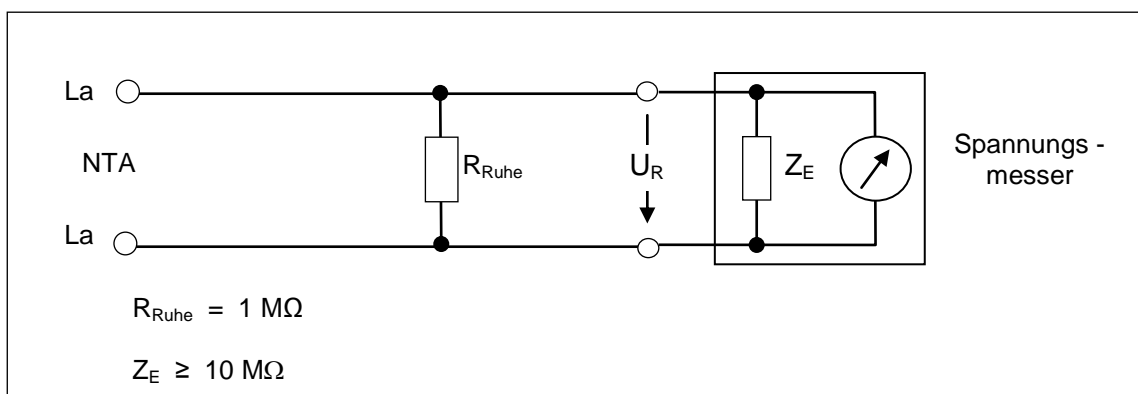 La
NTA
R_Ruhe
U_R
Z_E
Spannungs -
messer
La
R_Ruhe = 1 MΩ
Z_E ≥ 10 MΩ